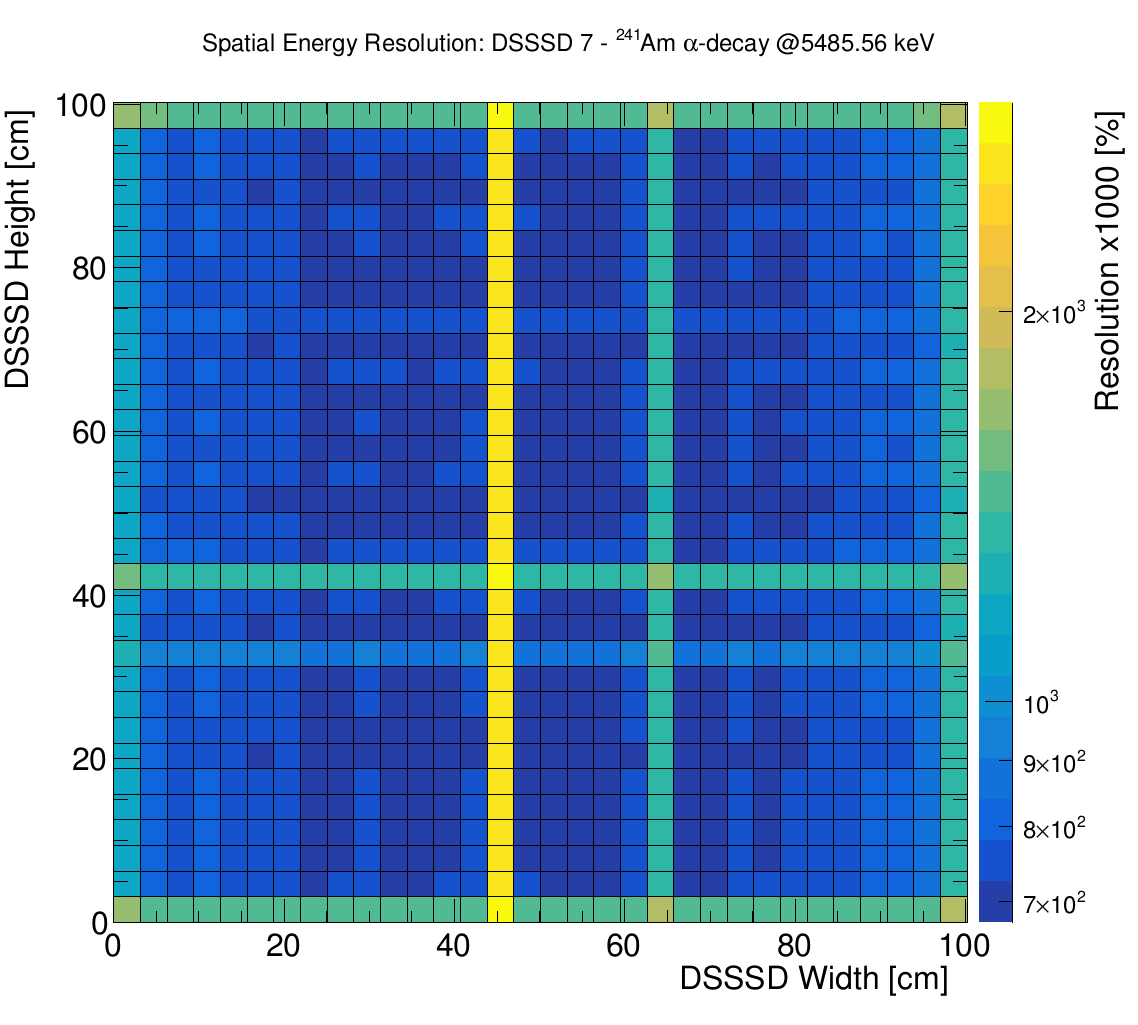 Spatial Energy Resolution: DSSSD 7 - ²⁴¹Am α-decay @5485.56 keV
DSSSD Height [cm]
100
80
60
40
20
0
0 20 40 60 80 100
DSSSD Width [cm]
2×10³
10³
9×10²
8×10²
7×10²
Resolution x1000 [%]